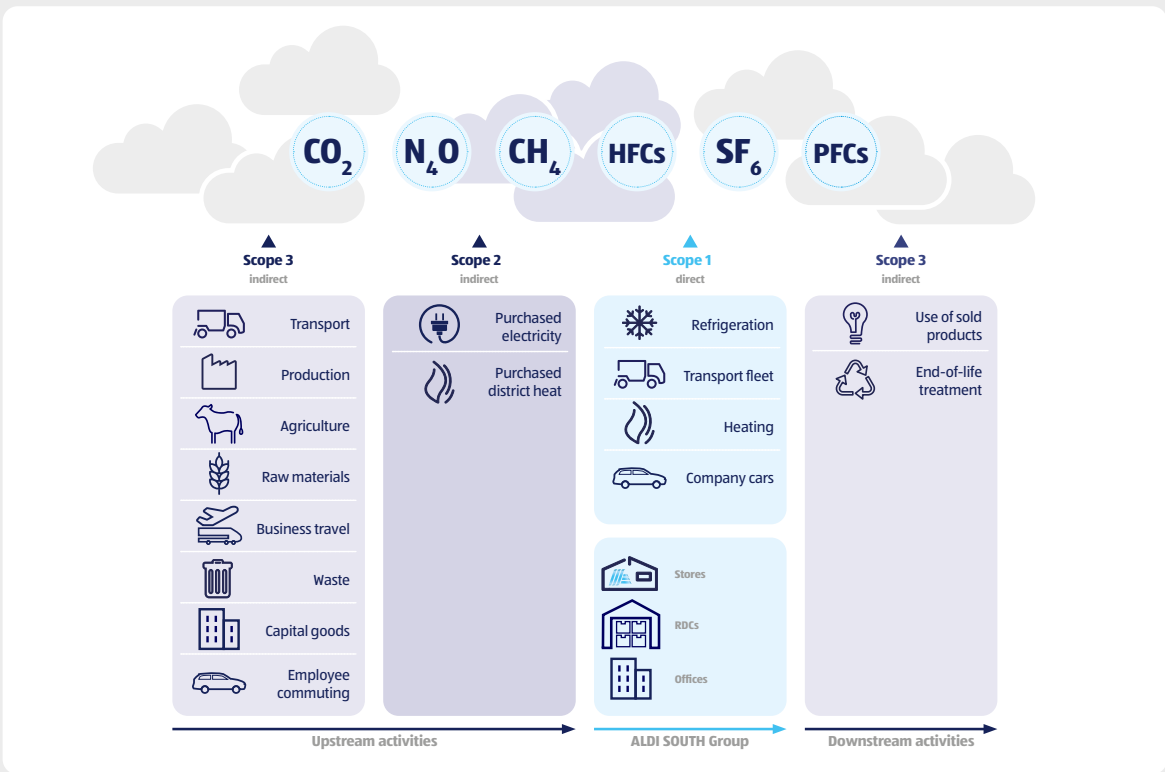 CO2
N4O
CH4
HFCs
SF6
PFCs
Scope 3
indirect
Transport
Production
Agriculture
Raw materials
Business travel
Waste
Capital goods
Employee
commuting
Scope 2
indirect
Purchased
electricity
Purchased
district heat
Upstream activities
Scope 1
direct
Refrigeration
Transport fleet
Heating
Company cars
Stores
RDCs
Offices
ALDI SOUTH Group
Scope 3
indirect
Use of sold
products
End-of-life
treatment
Downstream activities